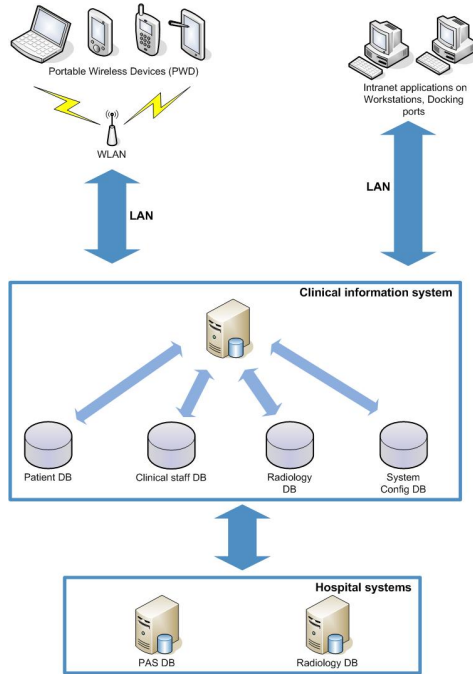 Portable Wireless Devices (PWD)
WLAN
Intranet applications on
Workstations, Docking
ports
LAN
LAN
Clinical information system
Patient DB
Clinical staff DB
Radiology
DB
System
Config DB
Hospital systems
PAS DB
Radiology DB